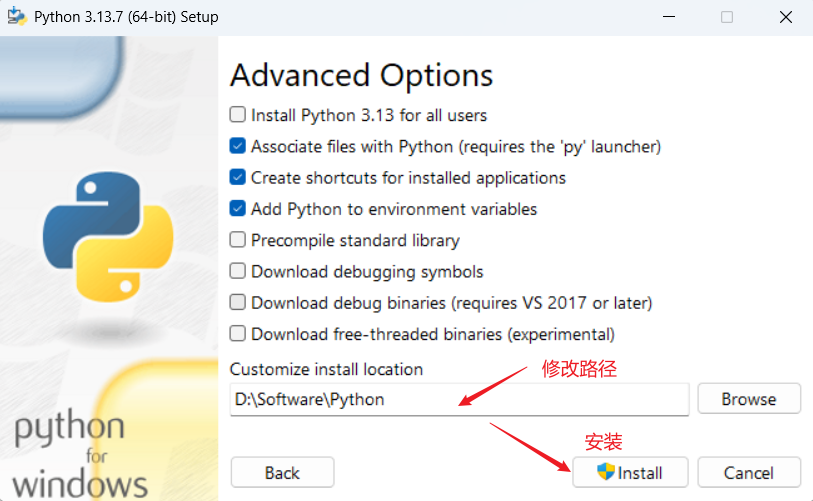 Python 3.13.7 (64-bit) Setup
Advanced Options
Install Python 3.13 for all users
Associate files with Python (requires the 'py' launcher)
Create shortcuts for installed applications
Add Python to environment variables
Precompile standard library
Download debugging symbols
Download debug binaries (requires VS 2017 or later)
Download free-threaded binaries (experimental)
Customize install location
修改路径
D:\Software\Python
Browse
安装
Back
Install
Cancel
python
for
windows